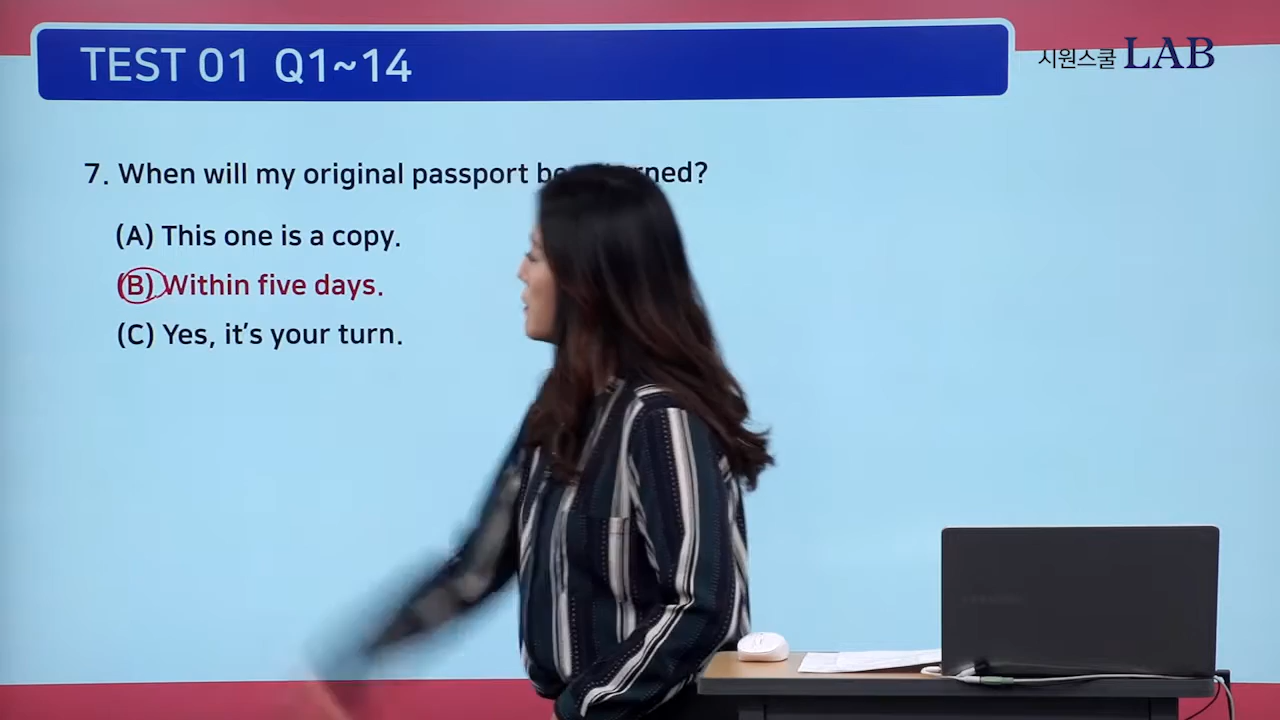 TEST 01 Q1~14
시원스쿨 LAB
7. When will my original passport be
(A) This one is a copy.
(B) Within five days.
(C) Yes, it's your turn.